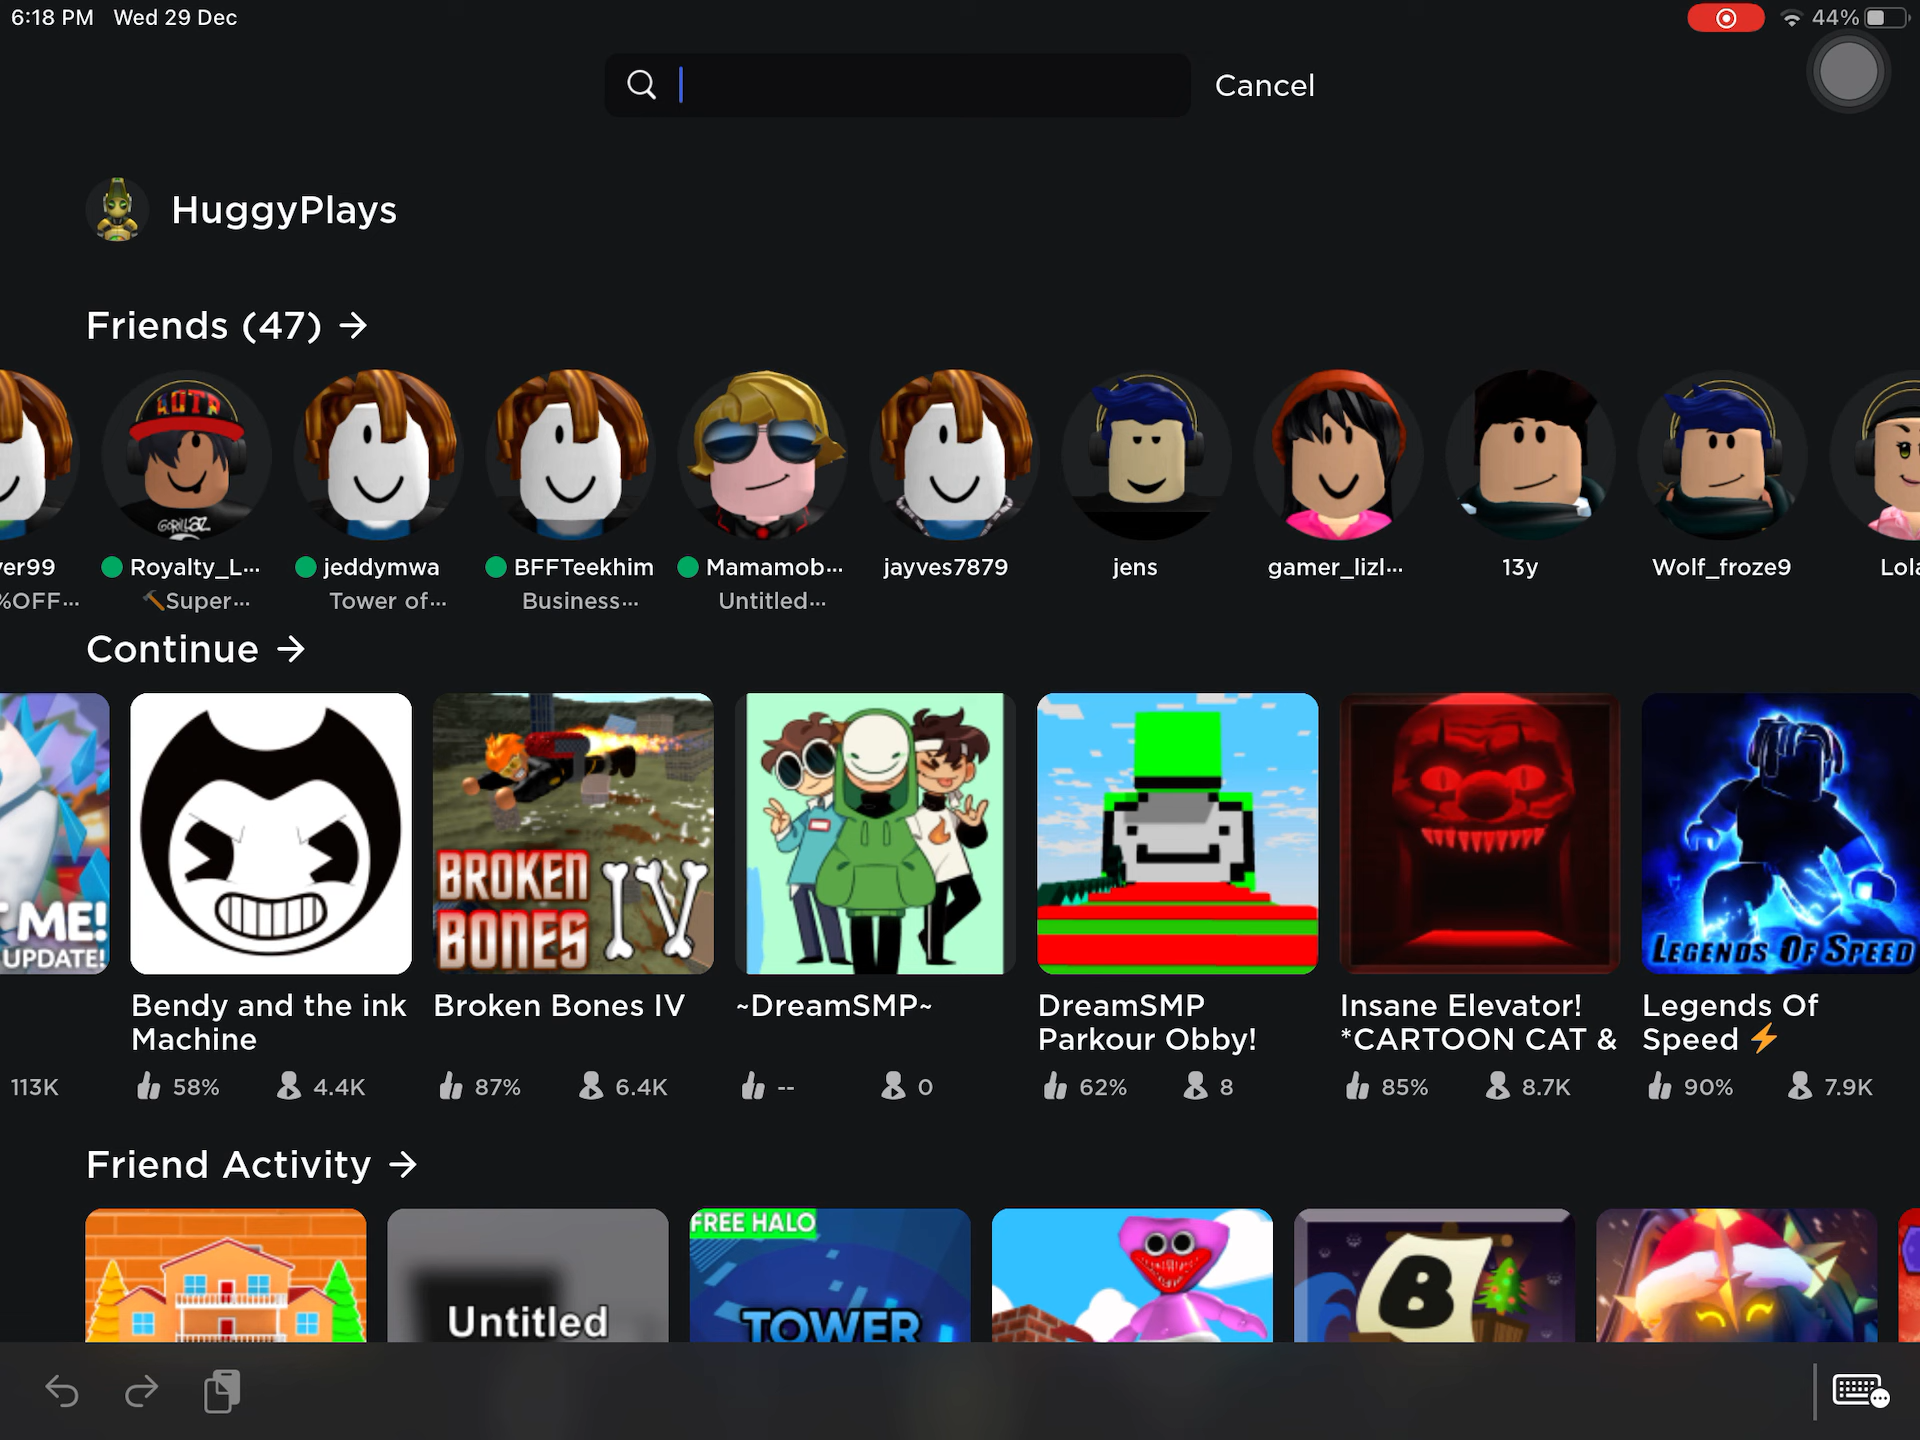 6:18 PM Wed 29 Dec 44%
Cancel
HuggyPlays
Friends (47) →
AOTR
GORILLAZ
ver99 Royalty_L... jeddymwa BFFTeekhim Mamamob... jayves7879 jens gamer_lizl... 13y Wolf_froze9 Lola
%OFF... 🔨Super... Tower of... Business... Untitled...
Continue →
ME!
UPDATE!
BROKEN
BONES IV
LEGENDS OF SPEED
Bendy and the ink Machine
Broken Bones IV
~DreamSMP~
DreamSMP Parkour Obby!
Insane Elevator! *CARTOON CAT &
Legends Of Speed ⚡
113K 58% 4.4K 87% 6.4K -- 0 62% 8 85% 8.7K 90% 7.9K
Friend Activity →
Untitled
FREE HALO
TOWER
B